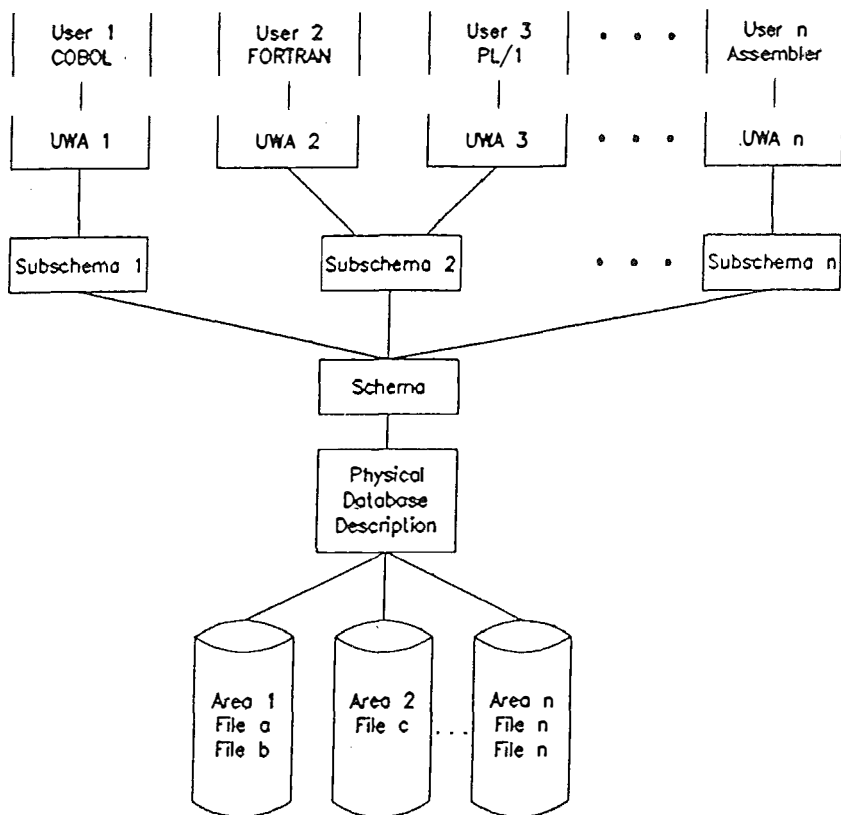 User 1
COBOL
User 2
FORTRAN
User 3
PL/1
User n
Assembler
UWA 1
UWA 2
UWA 3
UWA n
Subschema 1
Subschema 2
Subschema n
Schema
Physical
Database
Description
Area 1
File a
File b
Area 2
File c
Area n
File n
File n